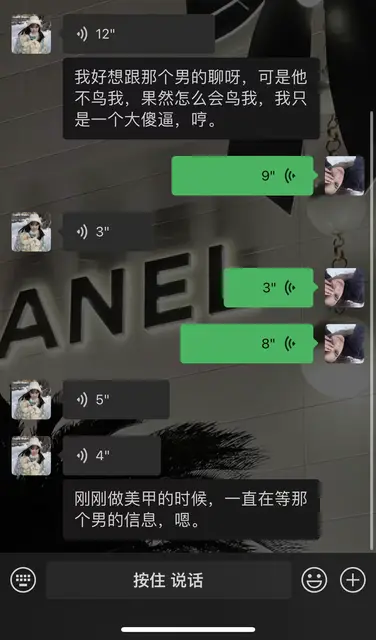 12"
我好想跟那个男的聊呀，可是他
不鸟我，果然怎么会鸟我，我只
是一个大傻逼，哼。
9"
3"
ANEL
3"
8"
5"
4"
刚刚做美甲的时候，一直在等那
个男的信息，嗯。
按住 说话